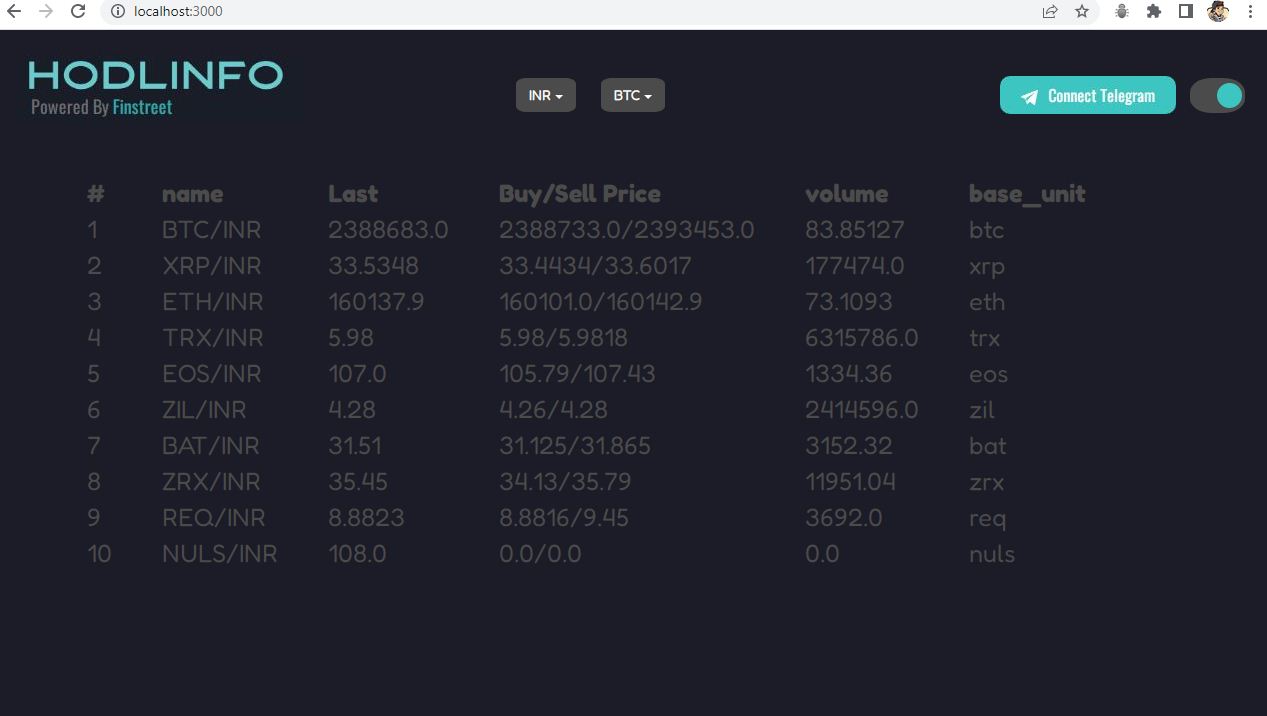 localhost:3000
HODLINFO
Powered By Finstreet
INR BTC
Connect Telegram
# name Last Buy/Sell Price volume base_unit
1 BTC/INR 2388683.0 2388733.0/2393453.0 83.85127 btc
2 XRP/INR 33.5348 33.4434/33.6017 177474.0 xrp
3 ETH/INR 160137.9 160101.0/160142.9 73.1093 eth
4 TRX/INR 5.98 5.98/5.9818 6315786.0 trx
5 EOS/INR 107.0 105.79/107.43 1334.36 eos
6 ZIL/INR 4.28 4.26/4.28 2414596.0 zil
7 BAT/INR 31.51 31.125/31.865 3152.32 bat
8 ZRX/INR 35.45 34.13/35.79 11951.04 zrx
9 REQ/INR 8.8823 8.8816/9.45 3692.0 req
10 NULS/INR 108.0 0.0/0.0 0.0 nuls